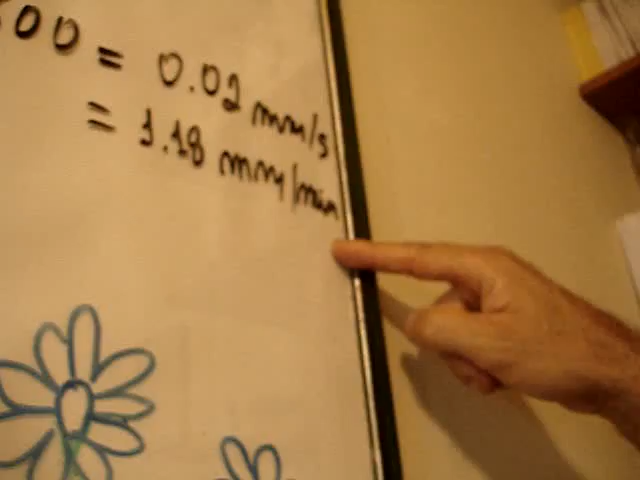 00 = 0.02 mm/s
= 1.18 mm/min